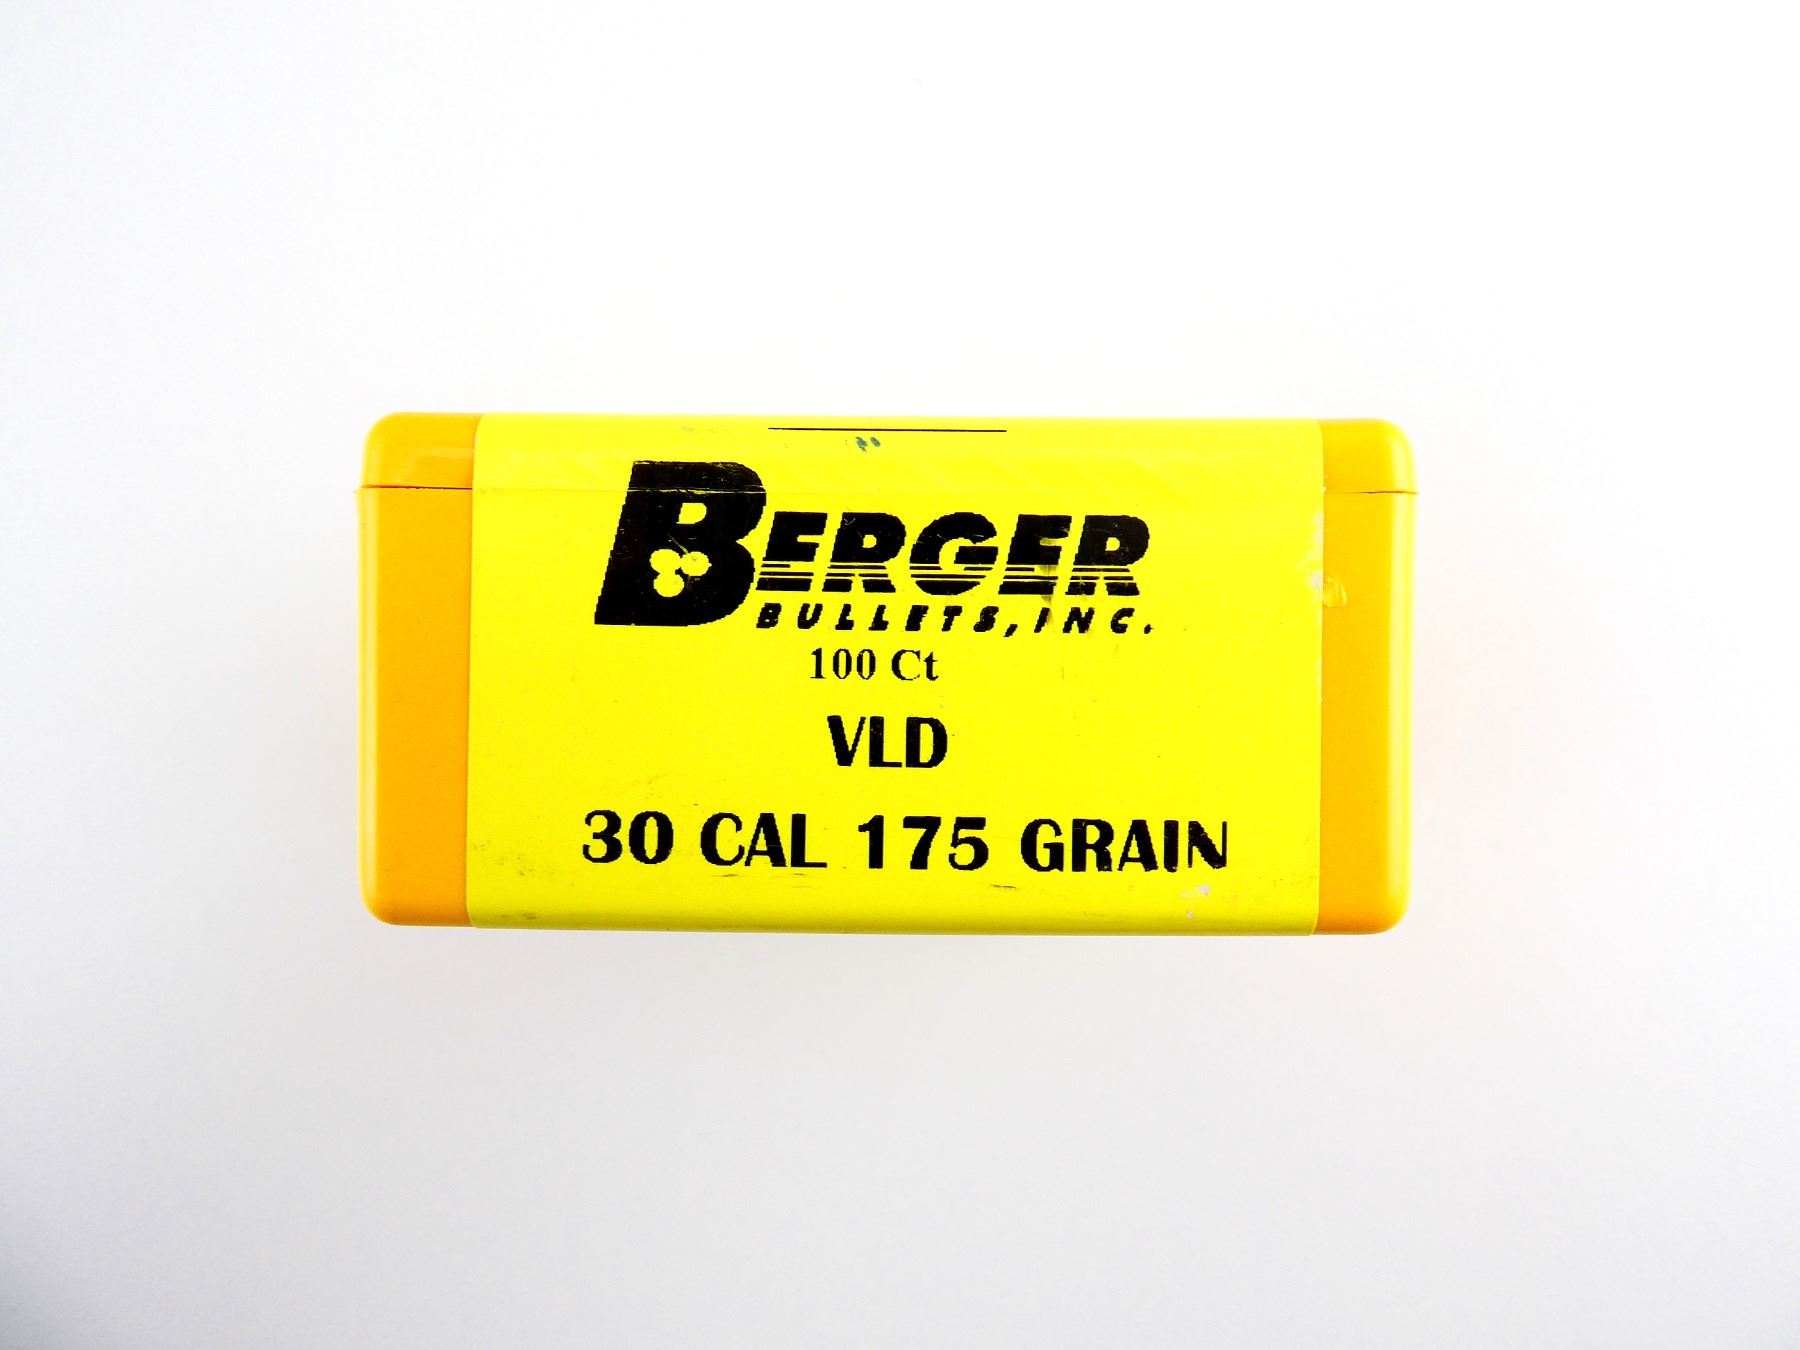 BERGER
BULLETS, INC.
100 Ct
VLD
30 CAL 175 GRAIN